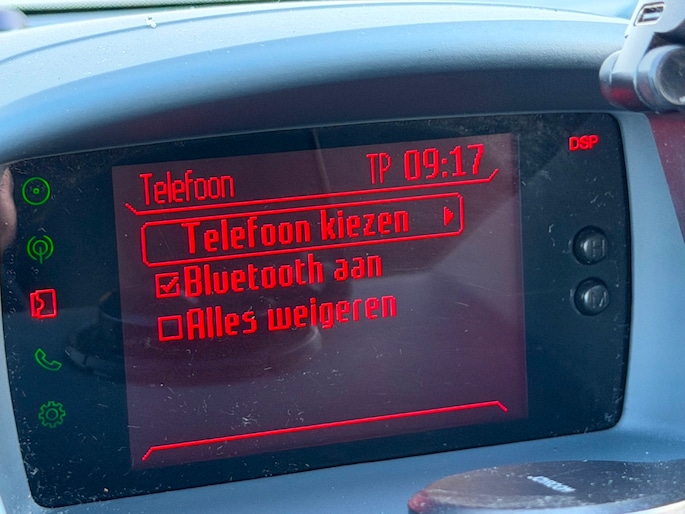 DSP
Telefoon TP 09:17
Telefoon kiezen
Bluetooth aan
Alles weigeren